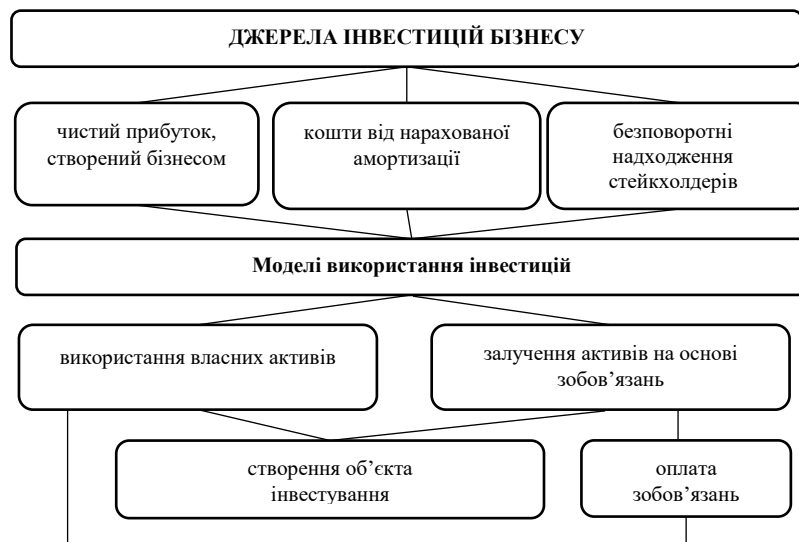 ДЖЕРЕЛА ІНВЕСТИЦІЙ БІЗНЕСУ
чистий прибуток,
створений бізнесом
кошти від нарахованої
амортизації
безповоротні
надходження
стейкхолдерів
Моделі використання інвестицій
використання власних активів
залучення активів на основі
зобов’язань
створення об’єкта
інвестування
оплата
зобов’язань